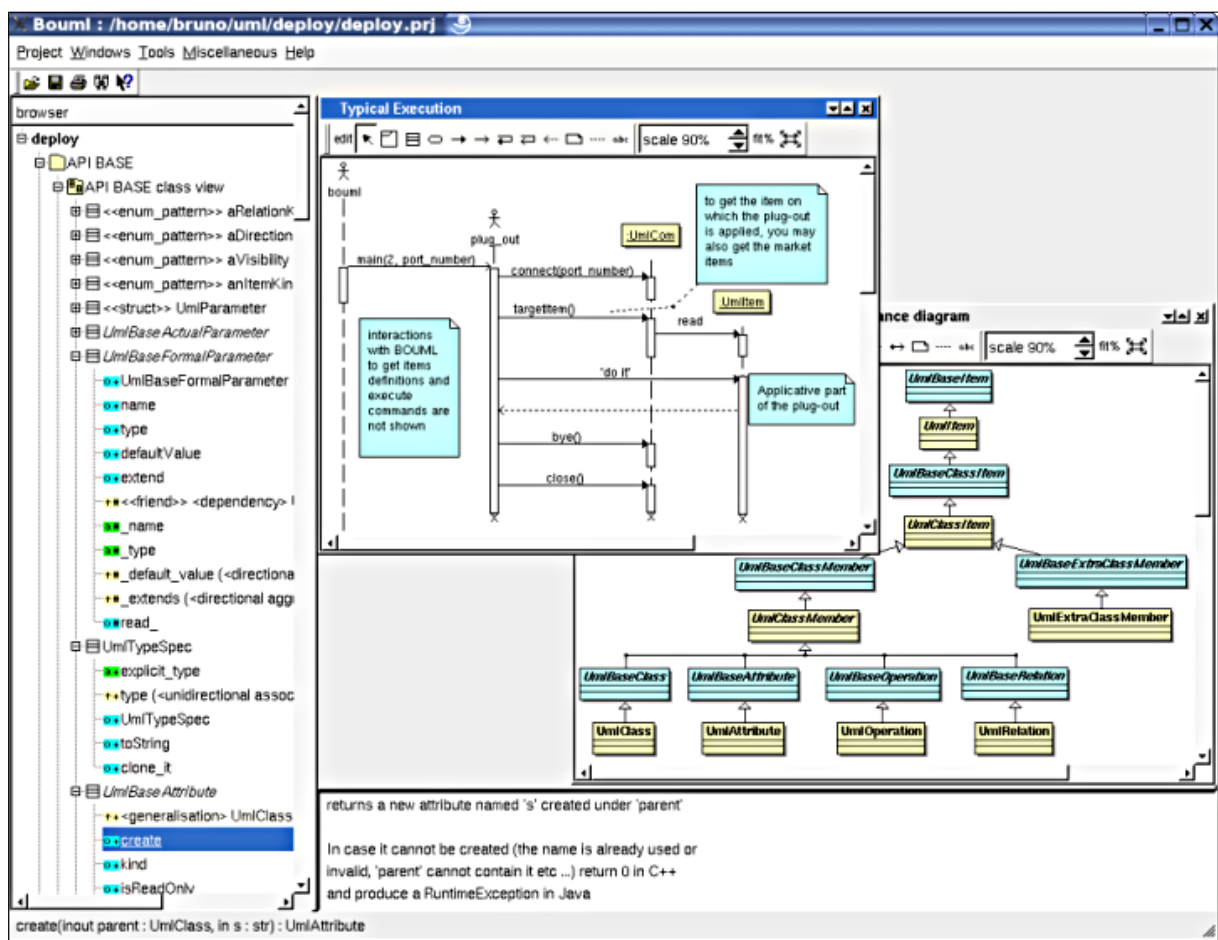 Bouml : /home/bruno/uml/deploy/deploy.prj
Project Windows Tools Miscellaneous Help
browser
deploy
API BASE
API BASE class view
<<enum_pattern>> aRelationK
<<enum_pattern>> aDirection
<<enum_pattern>> aVisibility
<<enum_pattern>> anItemKin
<<struct>> UmlParameter
UmlBaseActualParameter
UmlBaseFormalParameter
UmlBaseFormalParameter
name
type
defaultValue
extend
<<friend>> <dependency>
_name
_type
_default_value (<directiona
_extends (<directional aggr
read_
UmlTypeSpec
explicit_type
type (<unidirectional assoc
UmlTypeSpec
toString
clone_it
UmlBaseAttribute
<generalisation> UmlClass
create
kind
isReadOnly
Typical Execution
edit
abc
scale 90%
fit%
bouml
plug_out
:UmlCom
to get the item on
which the plug-out
is applied, you may
also get the market
items
main(2, port_number)
connect(port_number)
:UmlItem
targetItem()
read
interactions
with BOUML
to get items
definitions and
execute
commands are
not shown
"do it"
Applicative part
of the plug-out
bye()
close()
ance diagram
abc
scale 90%
fit%
UmlBaseItem
UmlItem
UmlBaseClassItem
UmlClassItem
UmlBaseClassMember
UmlBaseExtraClassMember
UmlClassMember
UmlExtraClassMember
UmlBaseClass
UmlBaseAttribute
UmlBaseOperation
UmlBaseRelation
UmlClass
UmlAttribute
UmlOperation
UmlRelation
returns a new attribute named 's' created under 'parent'
In case it cannot be created (the name is already used or
invalid, 'parent' cannot contain it etc ...) return 0 in C++
and produce a RuntimeException in Java
create(inout parent : UmlClass, in s : str) : UmlAttribute